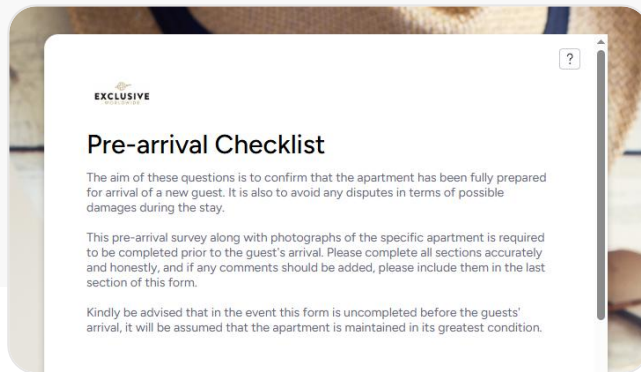 ?
EXCLUSIVE
WORLDWIDE
Pre-arrival Checklist
The aim of these questions is to confirm that the apartment has been fully prepared
for arrival of a new guest. It is also to avoid any disputes in terms of possible
damages during the stay.
This pre-arrival survey along with photographs of the specific apartment is required
to be completed prior to the guest's arrival. Please complete all sections accurately
and honestly, and if any comments should be added, please include them in the last
section of this form.
Kindly be advised that in the event this form is uncompleted before the guests'
arrival, it will be assumed that the apartment is maintained in its greatest condition.